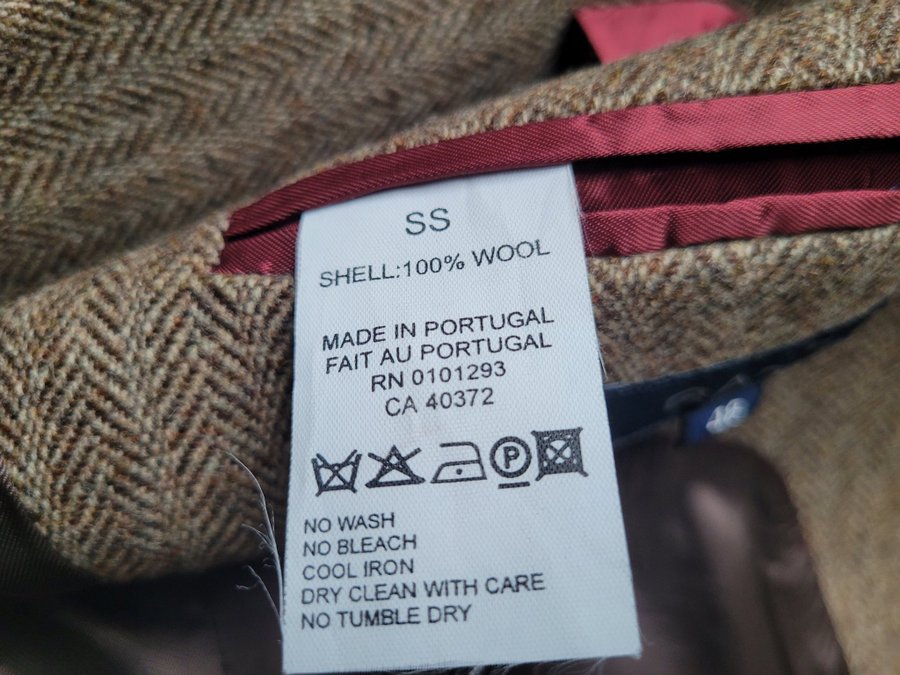 SS
SHELL:100% WOOL
MADE IN PORTUGAL
FAIT AU PORTUGAL
RN 0101293
CA 40372
P
NO WASH
NO BLEACH
COOL IRON
DRY CLEAN WITH CARE
NO TUMBLE DRY